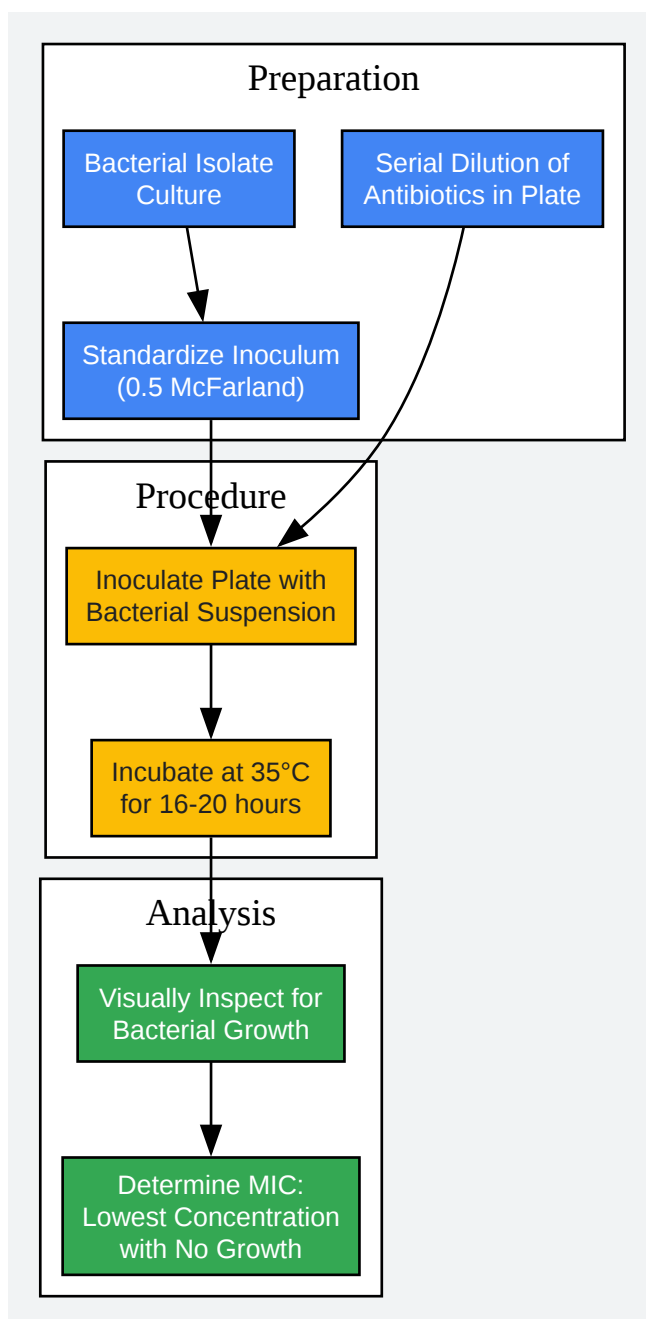 Preparation
Bacterial Isolate
Culture
Serial Dilution of
Antibiotics in Plate
Standardize Inoculum
(0.5 McFarland)
Procedure
Inoculate Plate with
Bacterial Suspension
Incubate at 35°C
for 16-20 hours
Analysis
Visually Inspect for
Bacterial Growth
Determine MIC:
Lowest Concentration
with No Growth